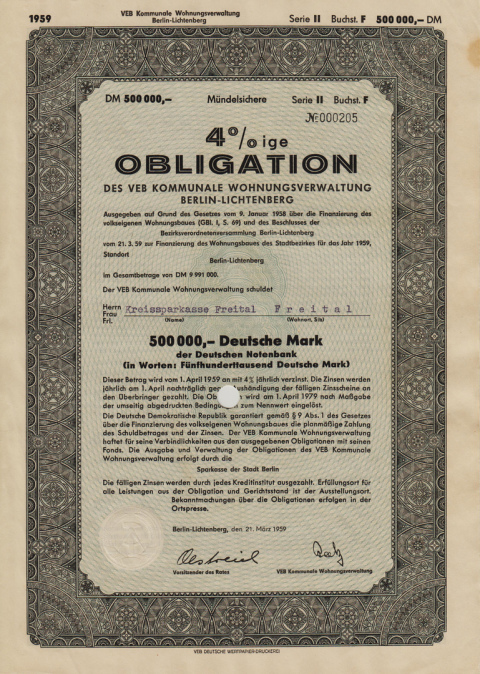 1959
VEB Kommunale Wohnungsverwaltung
Berlin-Lichtenberg
Serie II Buchst. F 500 000,— DM
DM 500 000,— Mündelsichere Serie II Buchst. F
№ 000205
4%ige
OBLIGATION
DES VEB KOMMUNALE WOHNUNGSVERWALTUNG
BERLIN-LICHTENBERG
Ausgegeben auf Grund des Gesetzes vom 9. Januar 1958 über die Finanzierung des
volkseigenen Wohnungsbaues (GBl. I, S. 69) und des Beschlusses der
Bezirksverordnetenversammlung Berlin-Lichtenberg
vom 21. 3. 59 zur Finanzierung des Wohnungsbaues des Stadtbezirkes für das Jahr 1959,
Standort
Berlin-Lichtenberg
im Gesamtbetrage von DM 9 991 000.
Der VEB Kommunale Wohnungsverwaltung schuldet
Herrn
Frau Kreissparkasse Freital Freital
Frl. (Name) (Wohnort, Sitz)
500 000,— Deutsche Mark
der Deutschen Notenbank
(in Worten: Fünfhunderttausend Deutsche Mark)
Dieser Betrag wird vom 1. April 1959 an mit 4% jährlich verzinst. Die Zinsen werden
jährlich am 1. April nachträglich gegen Aushändigung der fälligen Zinsscheine an
den Überbringer gezahlt. Die wird am 1. April 1979 nach Maßgabe
der umseitig abgedruckten zum Nennwert eingelöst.
Die Deutsche Demokratische Republik garantiert gemäß § 9 Abs. 1 des Gesetzes
über die Finanzierung des volkseigenen Wohnungsbaues die planmäßige Zahlung
des Schuldbetrages und der Zinsen. Der VEB Kommunale Wohnungsverwaltung
haftet für seine Verbindlichkeiten aus den ausgegebenen Obligationen mit seinen
Fonds. Die Ausgabe und Verwaltung der Obligationen des VEB Kommunale
Wohnungsverwaltung erfolgt durch die
Sparkasse der Stadt Berlin
Die fälligen Zinsen werden durch jedes Kreditinstitut ausgezahlt. Erfüllungsort für
alle Leistungen aus der Obligation und Gerichtsstand ist der Ausstellungsort.
Bekanntmachungen über die Obligationen erfolgen in der
Ortspresse.
Berlin-Lichtenberg, den 21. März 1959
Vorsitzender des Rates VEB Kommunale Wohnungsverwaltung
VEB DEUTSCHE WERTPAPIER-DRUCKEREI